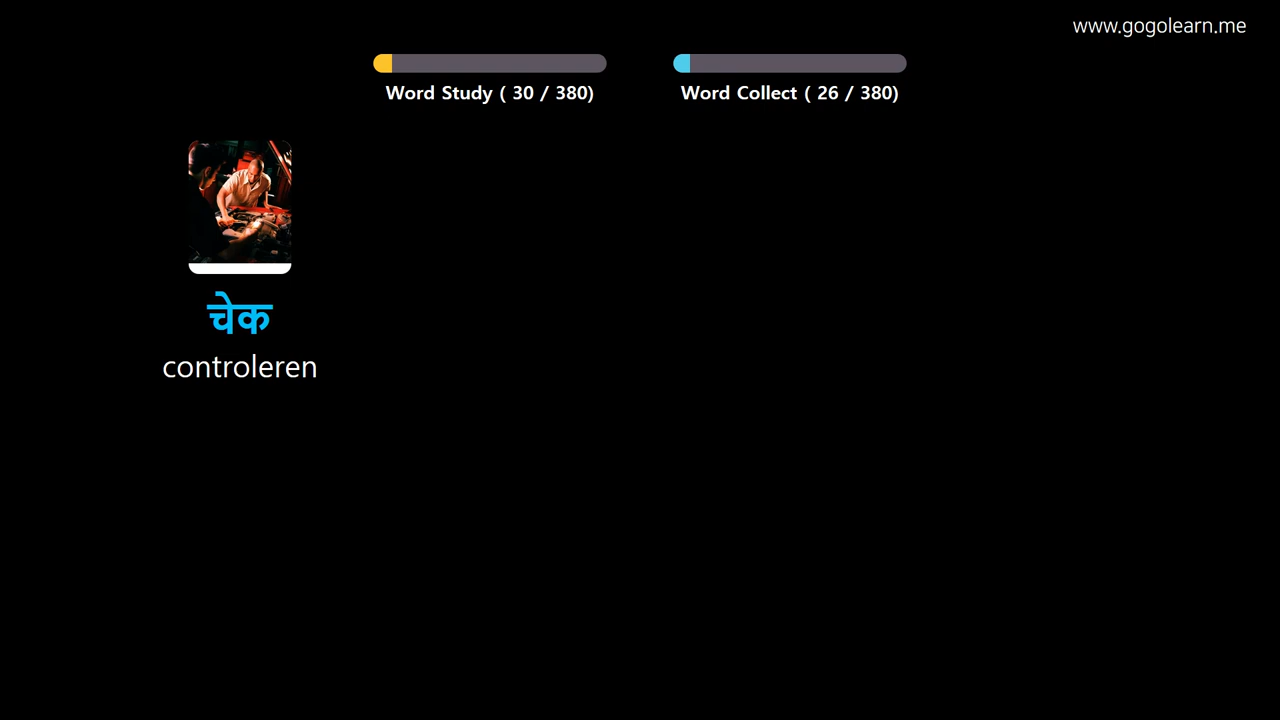 www.gogolearn.me
Word Study ( 30 / 380)
Word Collect ( 26 / 380)
चेक
controleren